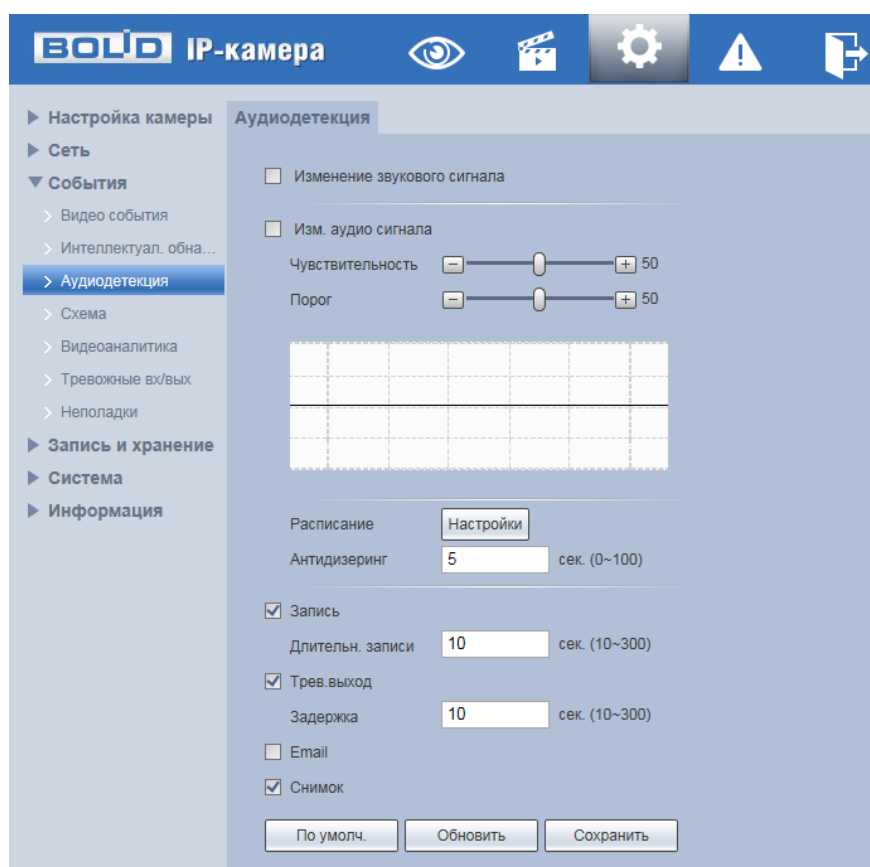 BOLID IP-камера
Настройка камеры
Сеть
События
Видео события
Интеллектуал. обна...
Аудиодетекция
Схема
Видеоаналитика
Тревожные вх/вых
Неполадки
Запись и хранение
Система
Информация
Аудиодетекция
Изменение звукового сигнала
Изм. аудио сигнала
Чувствительность - + 50
Порог - + 50
Расписание Настройки
Антидизеринг 5 сек. (0~100)
Запись
Длительн. записи 10 сек. (10~300)
Трев.выход
Задержка 10 сек. (10~300)
Email
Снимок
По умолч. Обновить Сохранить